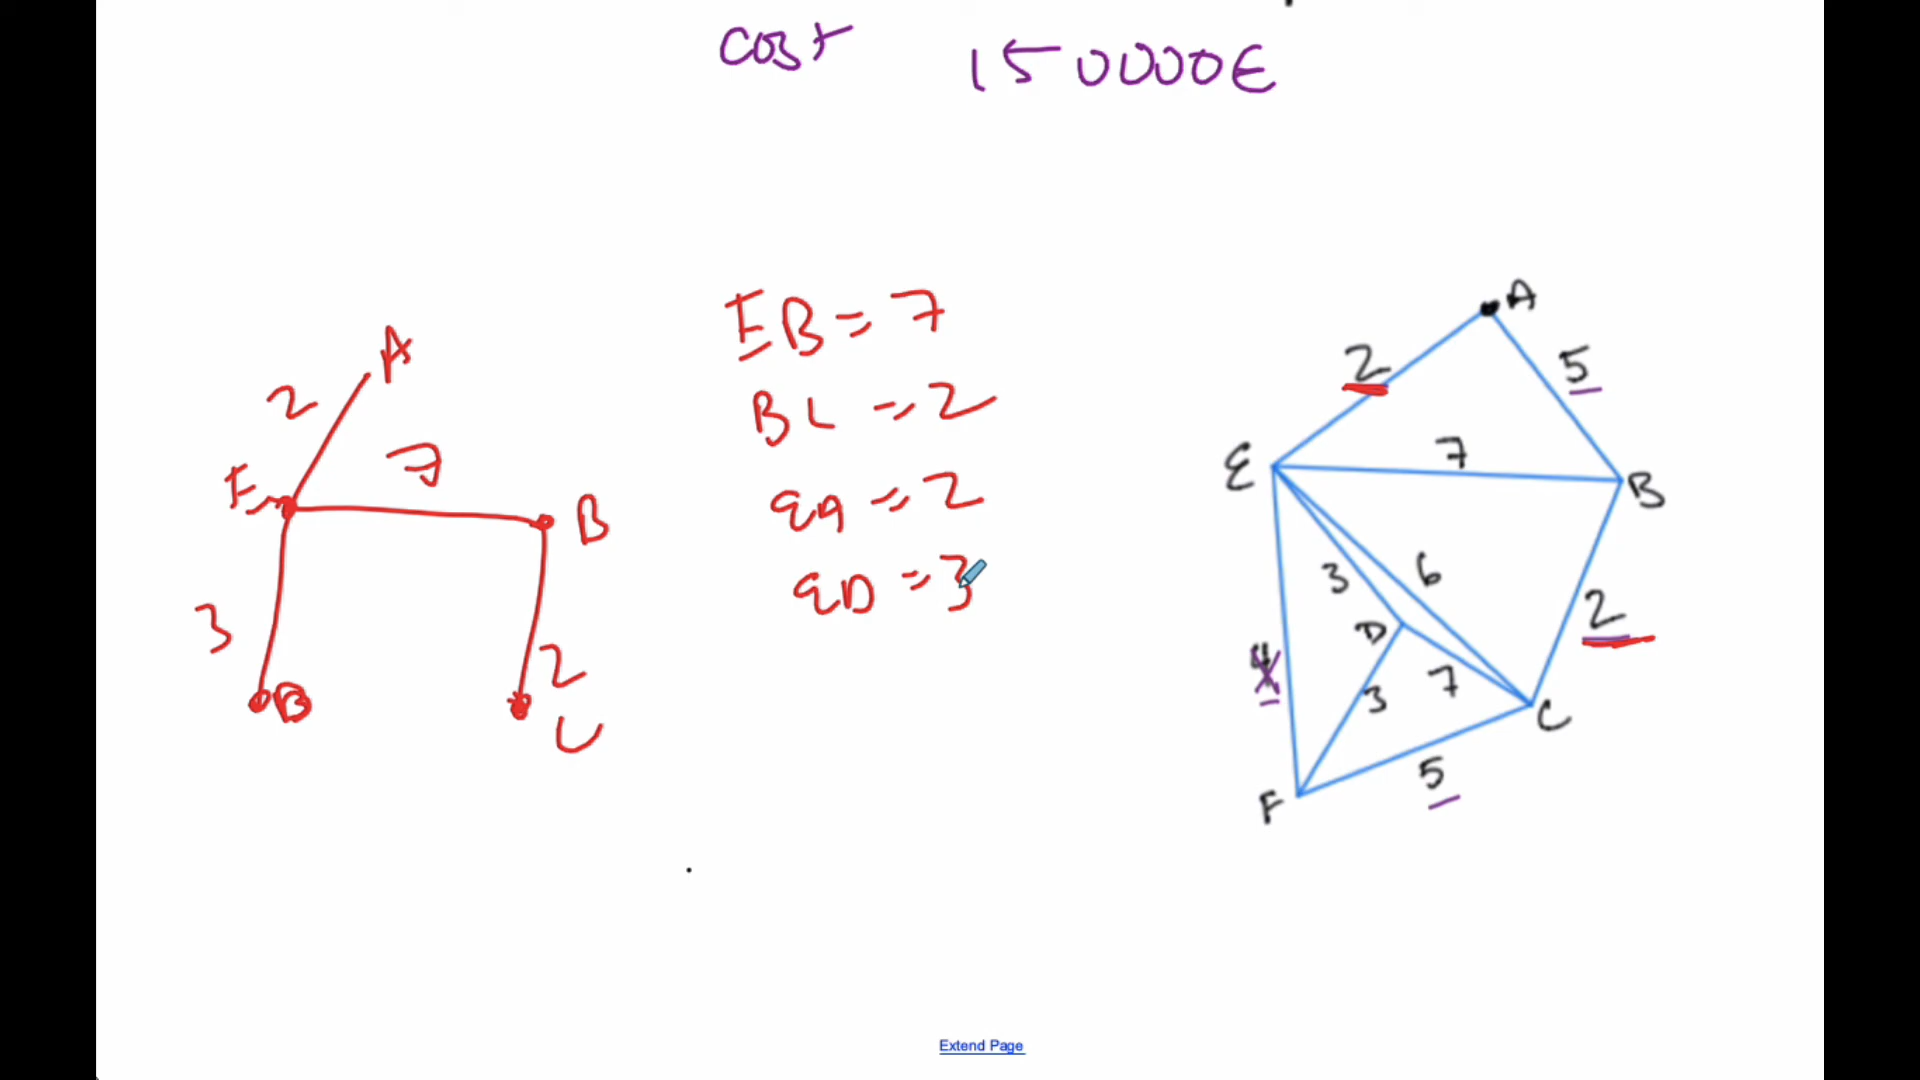 cost 150000€
EB = 7
BC = 2
EA = 2
ED = 3
A
2
7
E
B
3
2
B
C
A
2
5
E
7
B
3
6
D
2
4
3
7
C
5
F
Extend Page